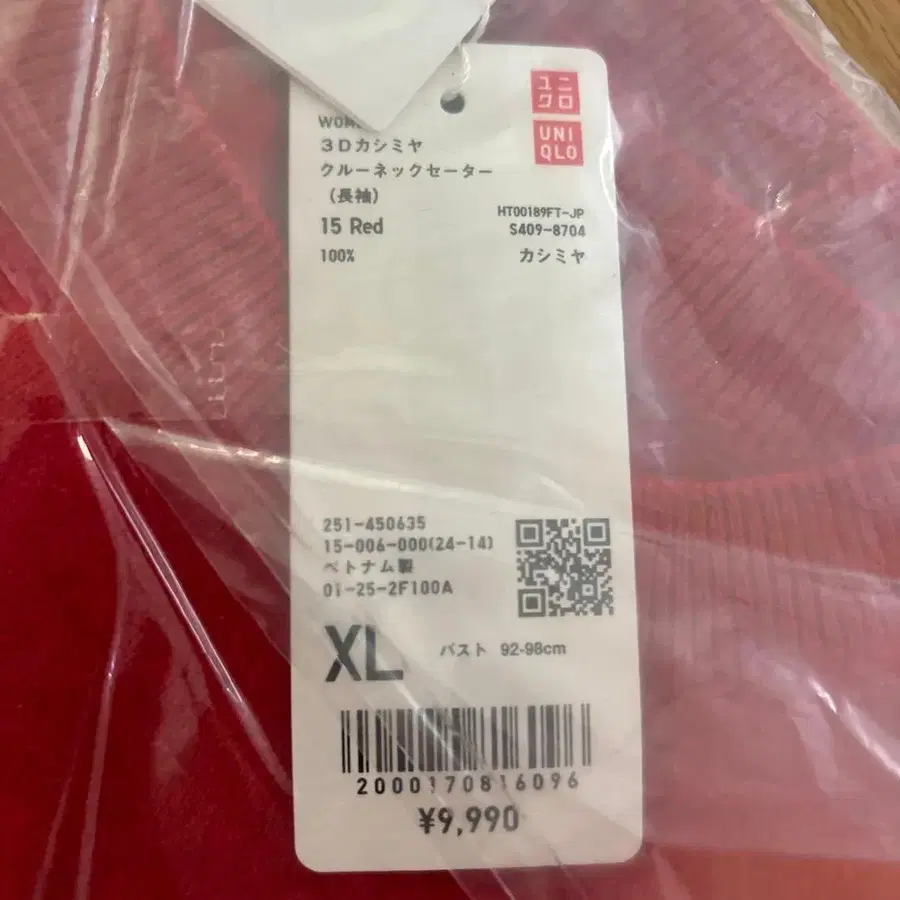 ユニ
クロ
UNI
QLO
3Dカシミヤ
クルーネックセーター
(長袖)
HT00189FT-JP
15 Red
S409-8704
100%
カシミヤ
251-450635
15-006-000(24-14)
ベトナム製
01-25-2F100A
XL バスト 92-98cm
2000170816096
¥9,990